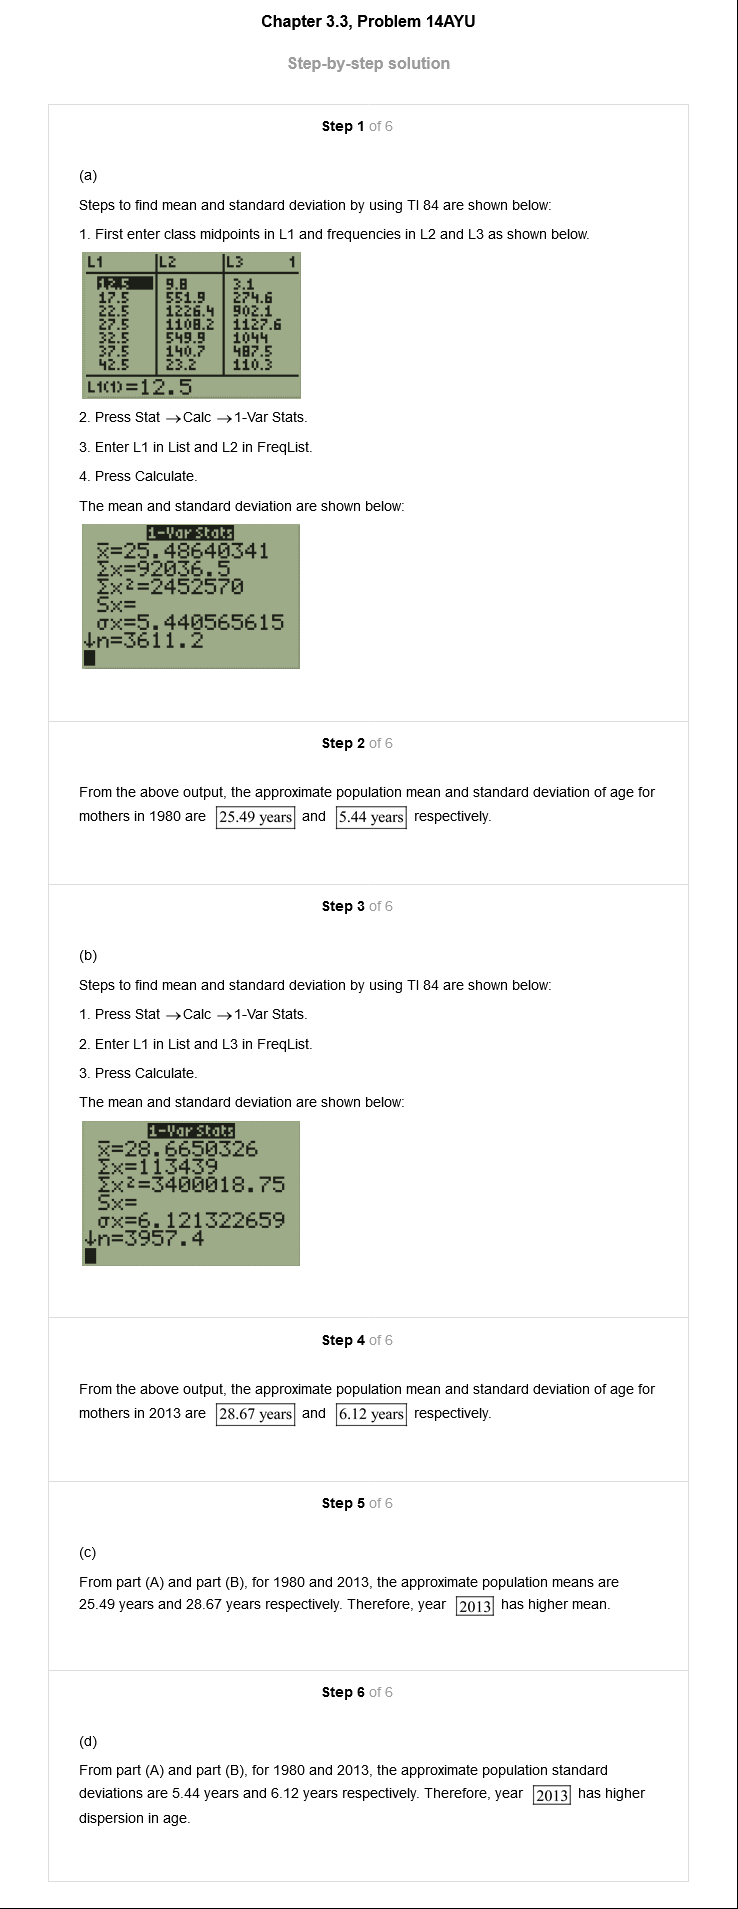 Chapter 3.3, Problem 14AYU
Step-by-step solution
Step 1 of 6
(a)
Steps to find mean and standard deviation by using TI 84 are shown below:
1. First enter class midpoints in L1 and frequencies in L2 and L3 as shown below.
L1 L2 L3 1
12.5 9.8 3.1
17.5 551.9 274.6
22.5 1226.4 902.1
27.5 1108.2 1127.6
32.5 549.9 1044
37.5 140.7 487.5
42.5 23.2 110.3
L1(1)=12.5
2. Press Stat →Calc →1-Var Stats.
3. Enter L1 in List and L2 in FreqList.
4. Press Calculate.
The mean and standard deviation are shown below:
1-Var Stats
x̄=25.48640341
Σx=92036.5
Σx²=2452570
Sx=
σx=5.440565615
↓n=3611.2
Step 2 of 6
From the above output, the approximate population mean and standard deviation of age for
mothers in 1980 are 25.49 years and 5.44 years respectively.
Step 3 of 6
(b)
Steps to find mean and standard deviation by using TI 84 are shown below:
1. Press Stat →Calc →1-Var Stats.
2. Enter L1 in List and L3 in FreqList.
3. Press Calculate.
The mean and standard deviation are shown below:
1-Var Stats
x̄=28.6650326
Σx=113439
Σx²=3400018.75
Sx=
σx=6.121322659
↓n=3957.4
Step 4 of 6
From the above output, the approximate population mean and standard deviation of age for
mothers in 2013 are 28.67 years and 6.12 years respectively.
Step 5 of 6
(c)
From part (A) and part (B), for 1980 and 2013, the approximate population means are
25.49 years and 28.67 years respectively. Therefore, year 2013 has higher mean.
Step 6 of 6
(d)
From part (A) and part (B), for 1980 and 2013, the approximate population standard
deviations are 5.44 years and 6.12 years respectively. Therefore, year 2013 has higher
dispersion in age.